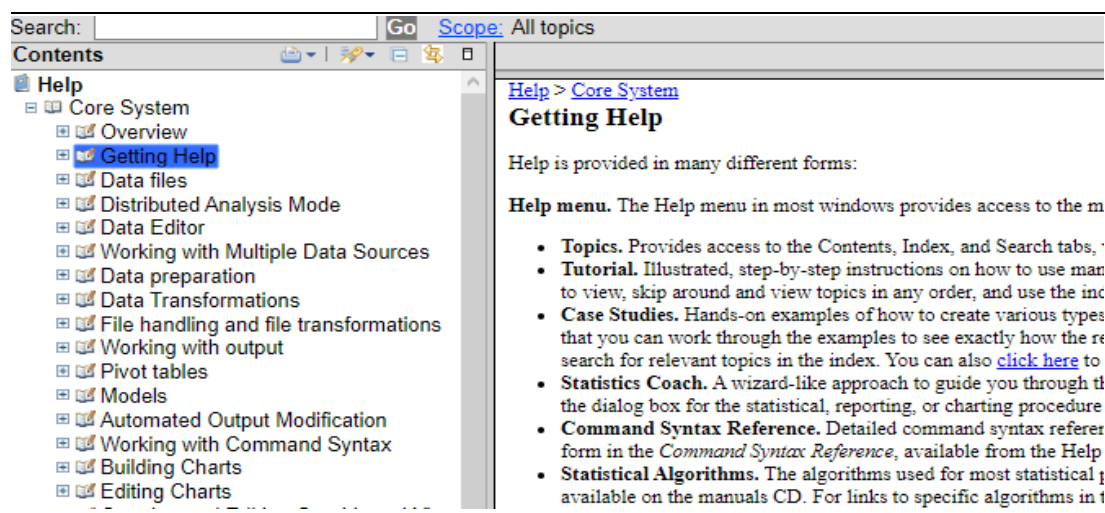 Search: Go Scope: All topics
Contents
Help
Core System
Overview
Getting Help
Data files
Distributed Analysis Mode
Data Editor
Working with Multiple Data Sources
Data preparation
Data Transformations
File handling and file transformations
Working with output
Pivot tables
Models
Automated Output Modification
Working with Command Syntax
Building Charts
Editing Charts
Help > Core System
Getting Help
Help is provided in many different forms:
Help menu. The Help menu in most windows provides access to the m
• Topics. Provides access to the Contents, Index, and Search tabs,
• Tutorial. Illustrated, step-by-step instructions on how to use man
to view, skip around and view topics in any order, and use the ind
• Case Studies. Hands-on examples of how to create various types
that you can work through the examples to see exactly how the re
search for relevant topics in the index. You can also click here to
• Statistics Coach. A wizard-like approach to guide you through th
the dialog box for the statistical, reporting, or charting procedure
• Command Syntax Reference. Detailed command syntax referen
form in the Command Syntax Reference, available from the Help
• Statistical Algorithms. The algorithms used for most statistical p
available on the manuals CD. For links to specific algorithms in t